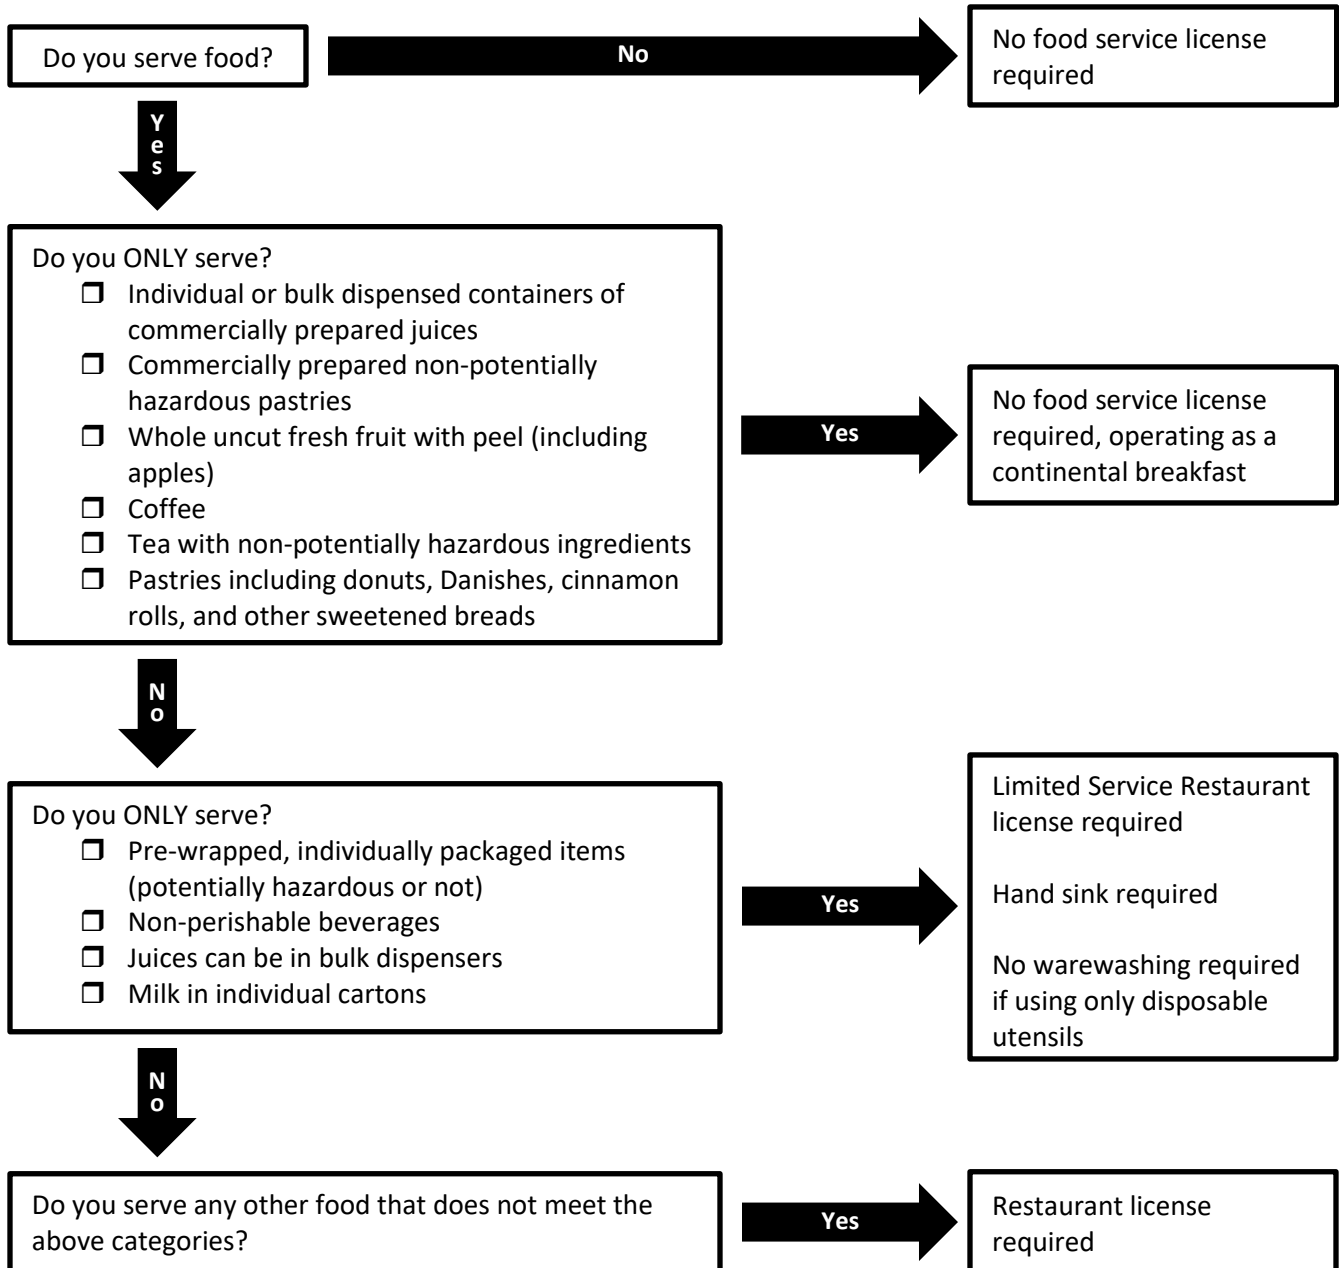 Do you serve food?
No
No food service license
required
Yes
Do you ONLY serve?
❒ Individual or bulk dispensed containers of
commercially prepared juices
❒ Commercially prepared non-potentially
hazardous pastries
❒ Whole uncut fresh fruit with peel (including
apples)
❒ Coffee
❒ Tea with non-potentially hazardous ingredients
❒ Pastries including donuts, Danishes, cinnamon
rolls, and other sweetened breads
Yes
No food service license
required, operating as a
continental breakfast
No
Do you ONLY serve?
❒ Pre-wrapped, individually packaged items
(potentially hazardous or not)
❒ Non-perishable beverages
❒ Juices can be in bulk dispensers
❒ Milk in individual cartons
Yes
Limited Service Restaurant
license required
Hand sink required
No warewashing required
if using only disposable
utensils
No
Do you serve any other food that does not meet the
above categories?
Yes
Restaurant license
required